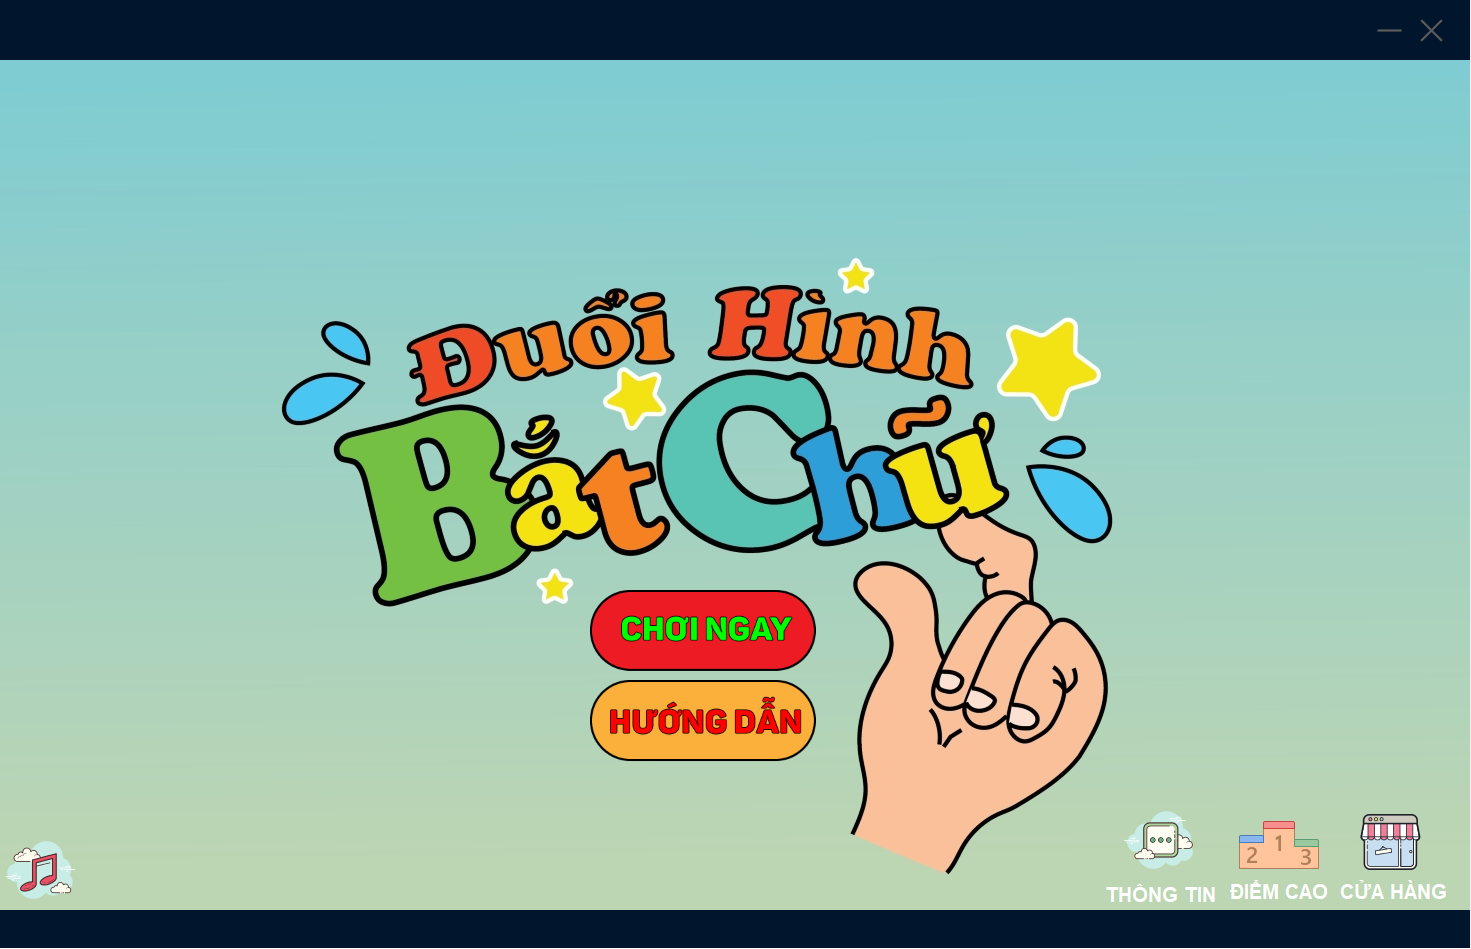 Đuổi Hình
Bắt Chữ
CHƠI NGAY
HƯỚNG DẪN
2 1 3
THÔNG TIN ĐIỂM CAO CỬA HÀNG